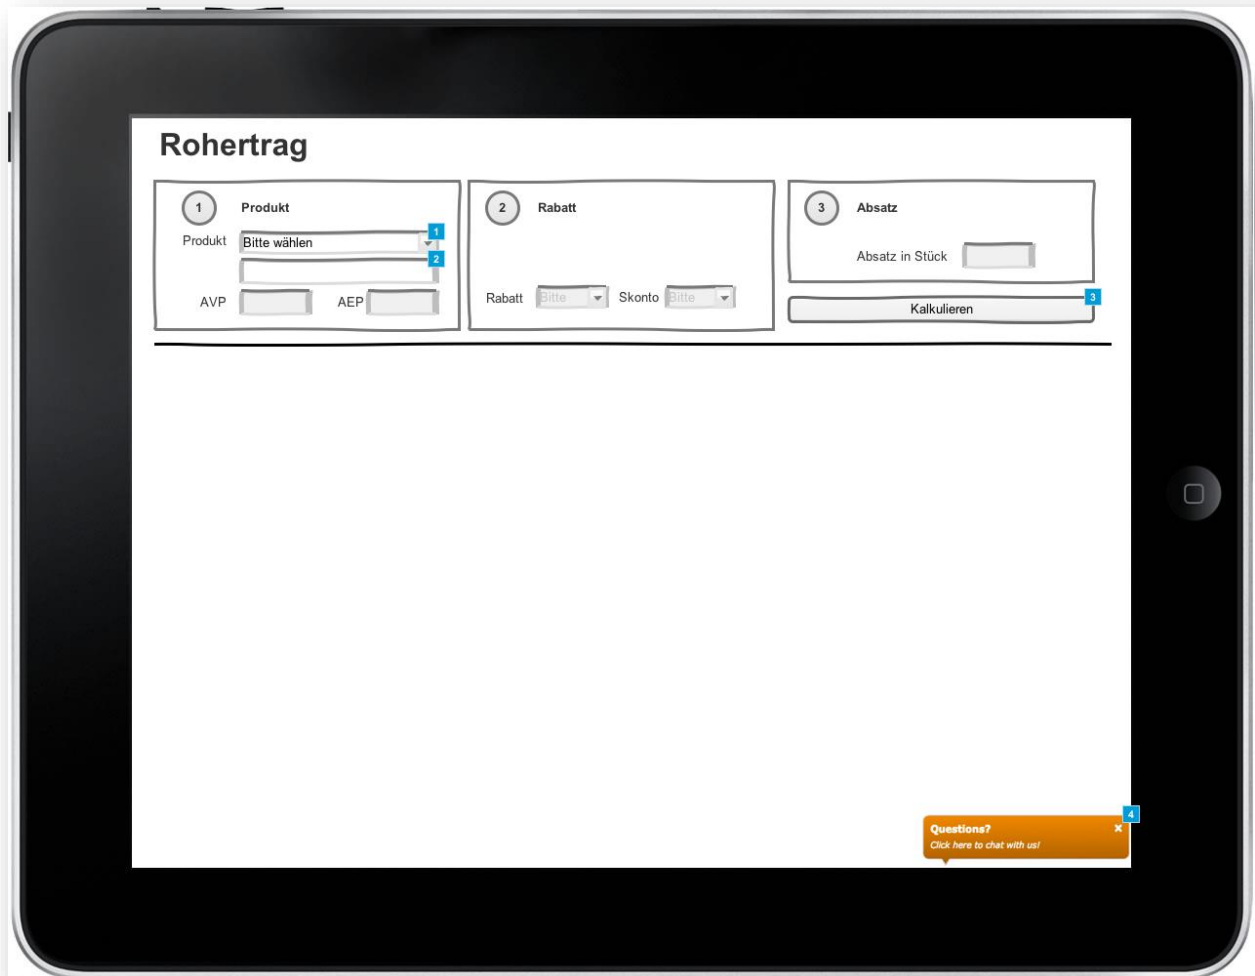 Rohertrag
1 Produkt
Produkt Bitte wählen 1
2
AVP AEP
2 Rabatt
Rabatt Bitte Skonto Bitte
3 Absatz
Absatz in Stück
Kalkulieren 3
4
Questions? x
Click here to chat with us!